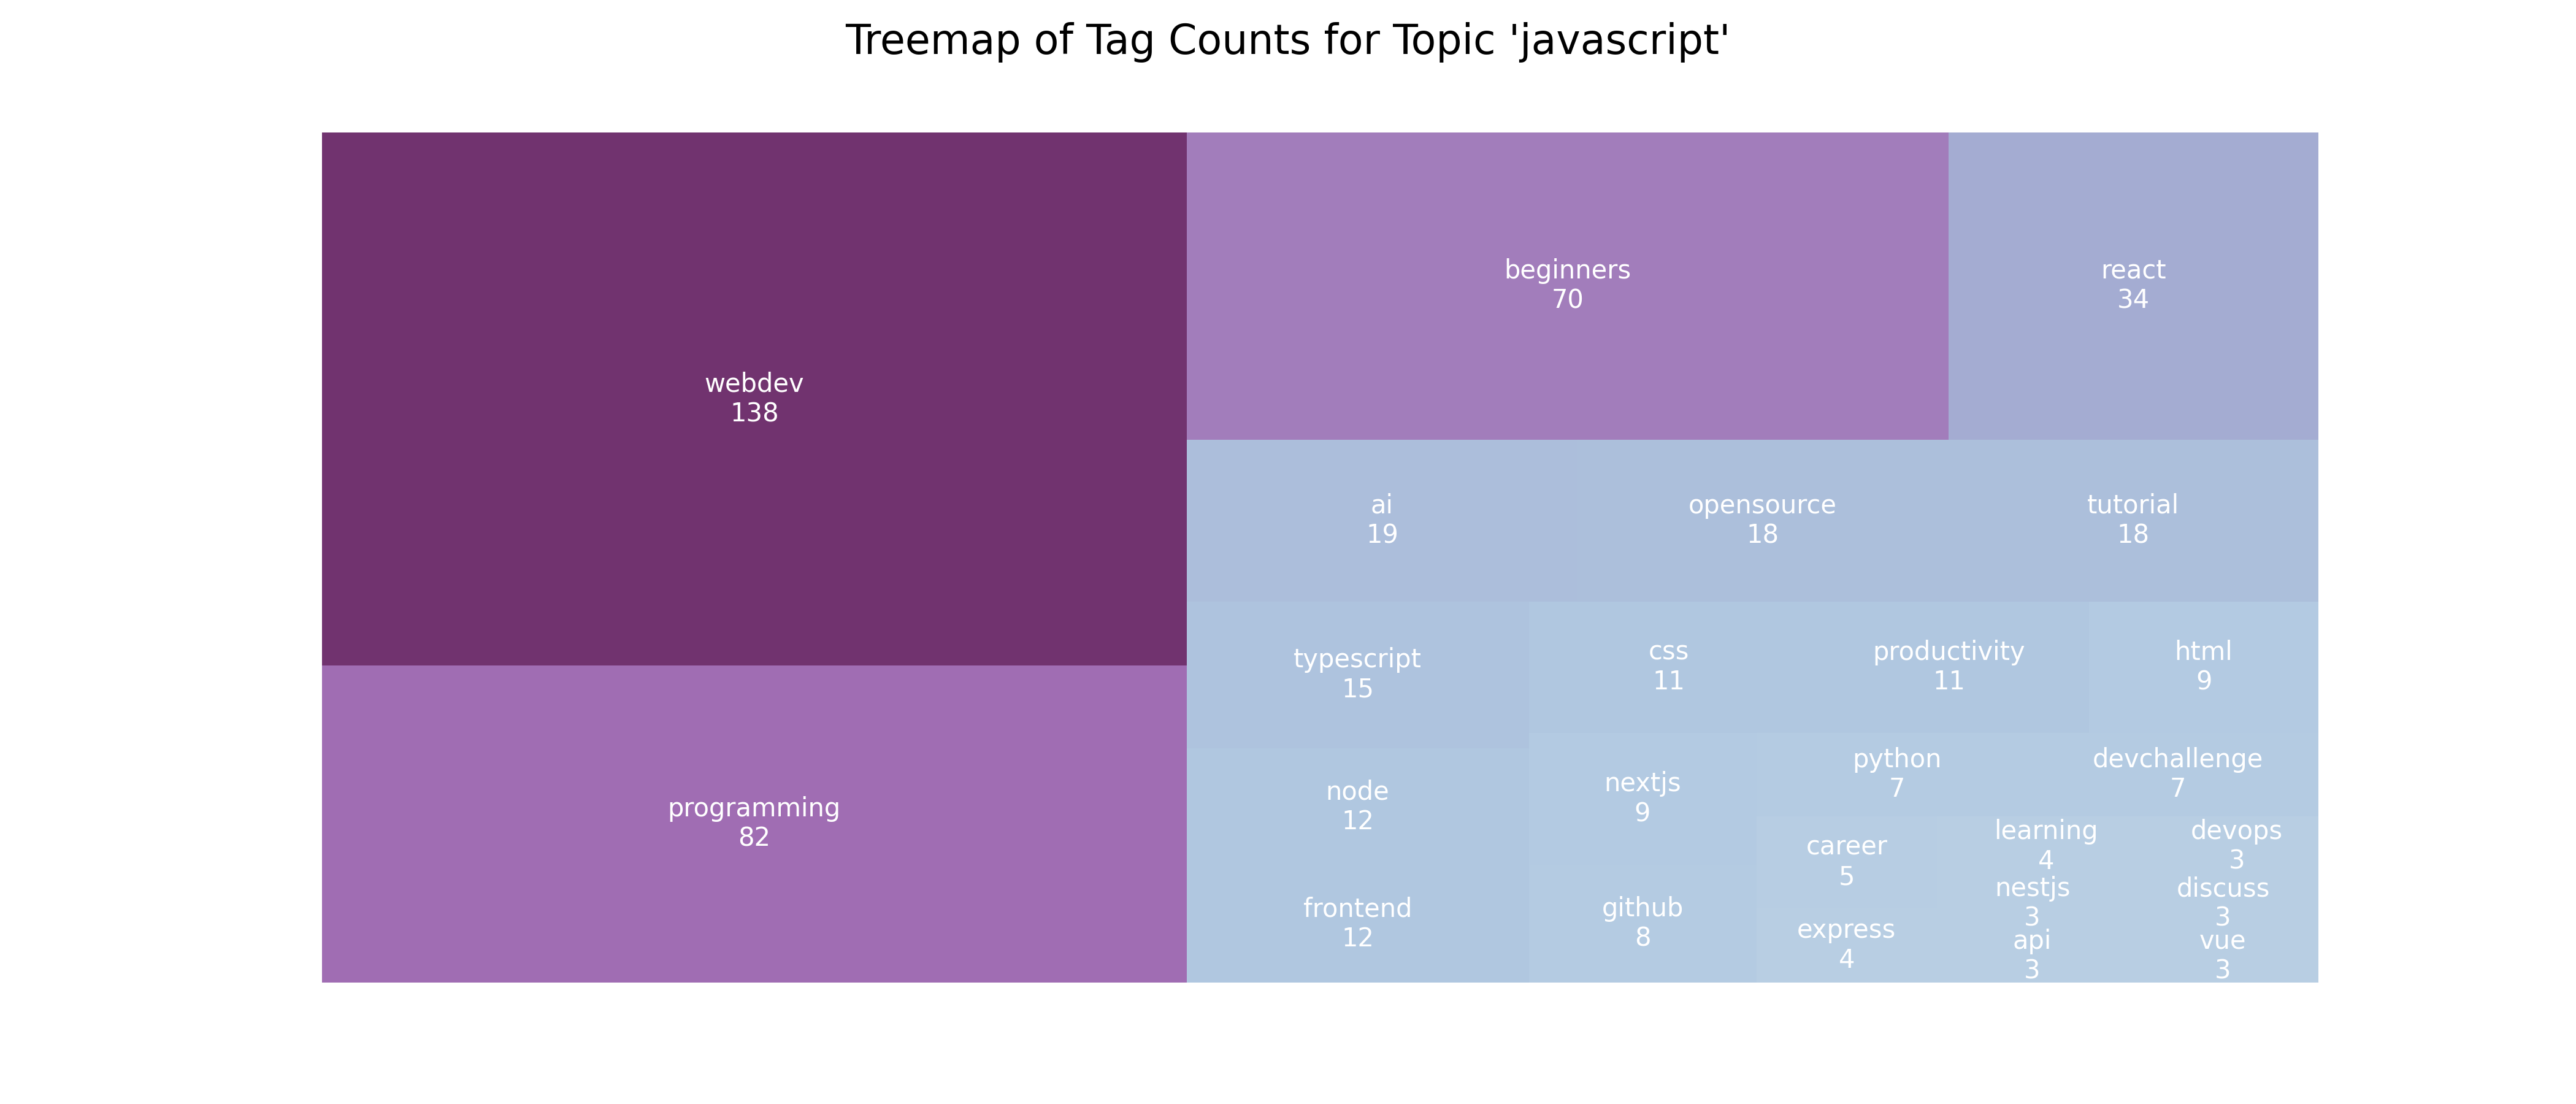 Treemap of Tag Counts for Topic 'javascript'
webdev
138
programming
82
beginners
70
react
34
ai
19
opensource
18
tutorial
18
typescript
15
node
12
frontend
12
css
11
productivity
11
html
9
nextjs
9
github
8
python
7
devchallenge
7
career
5
express
4
learning
4
devops
3
nestjs
3
discuss
3
api
3
vue
3